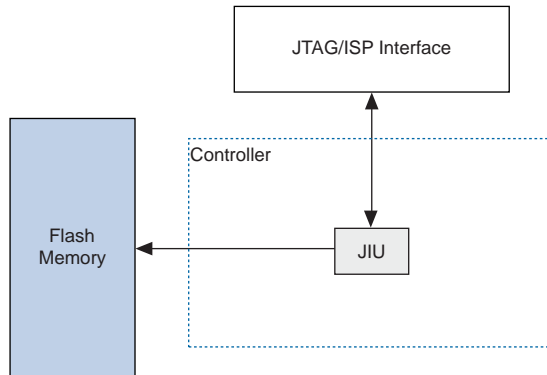 JTAG/ISP Interface
Controller
Flash
Memory
JIU